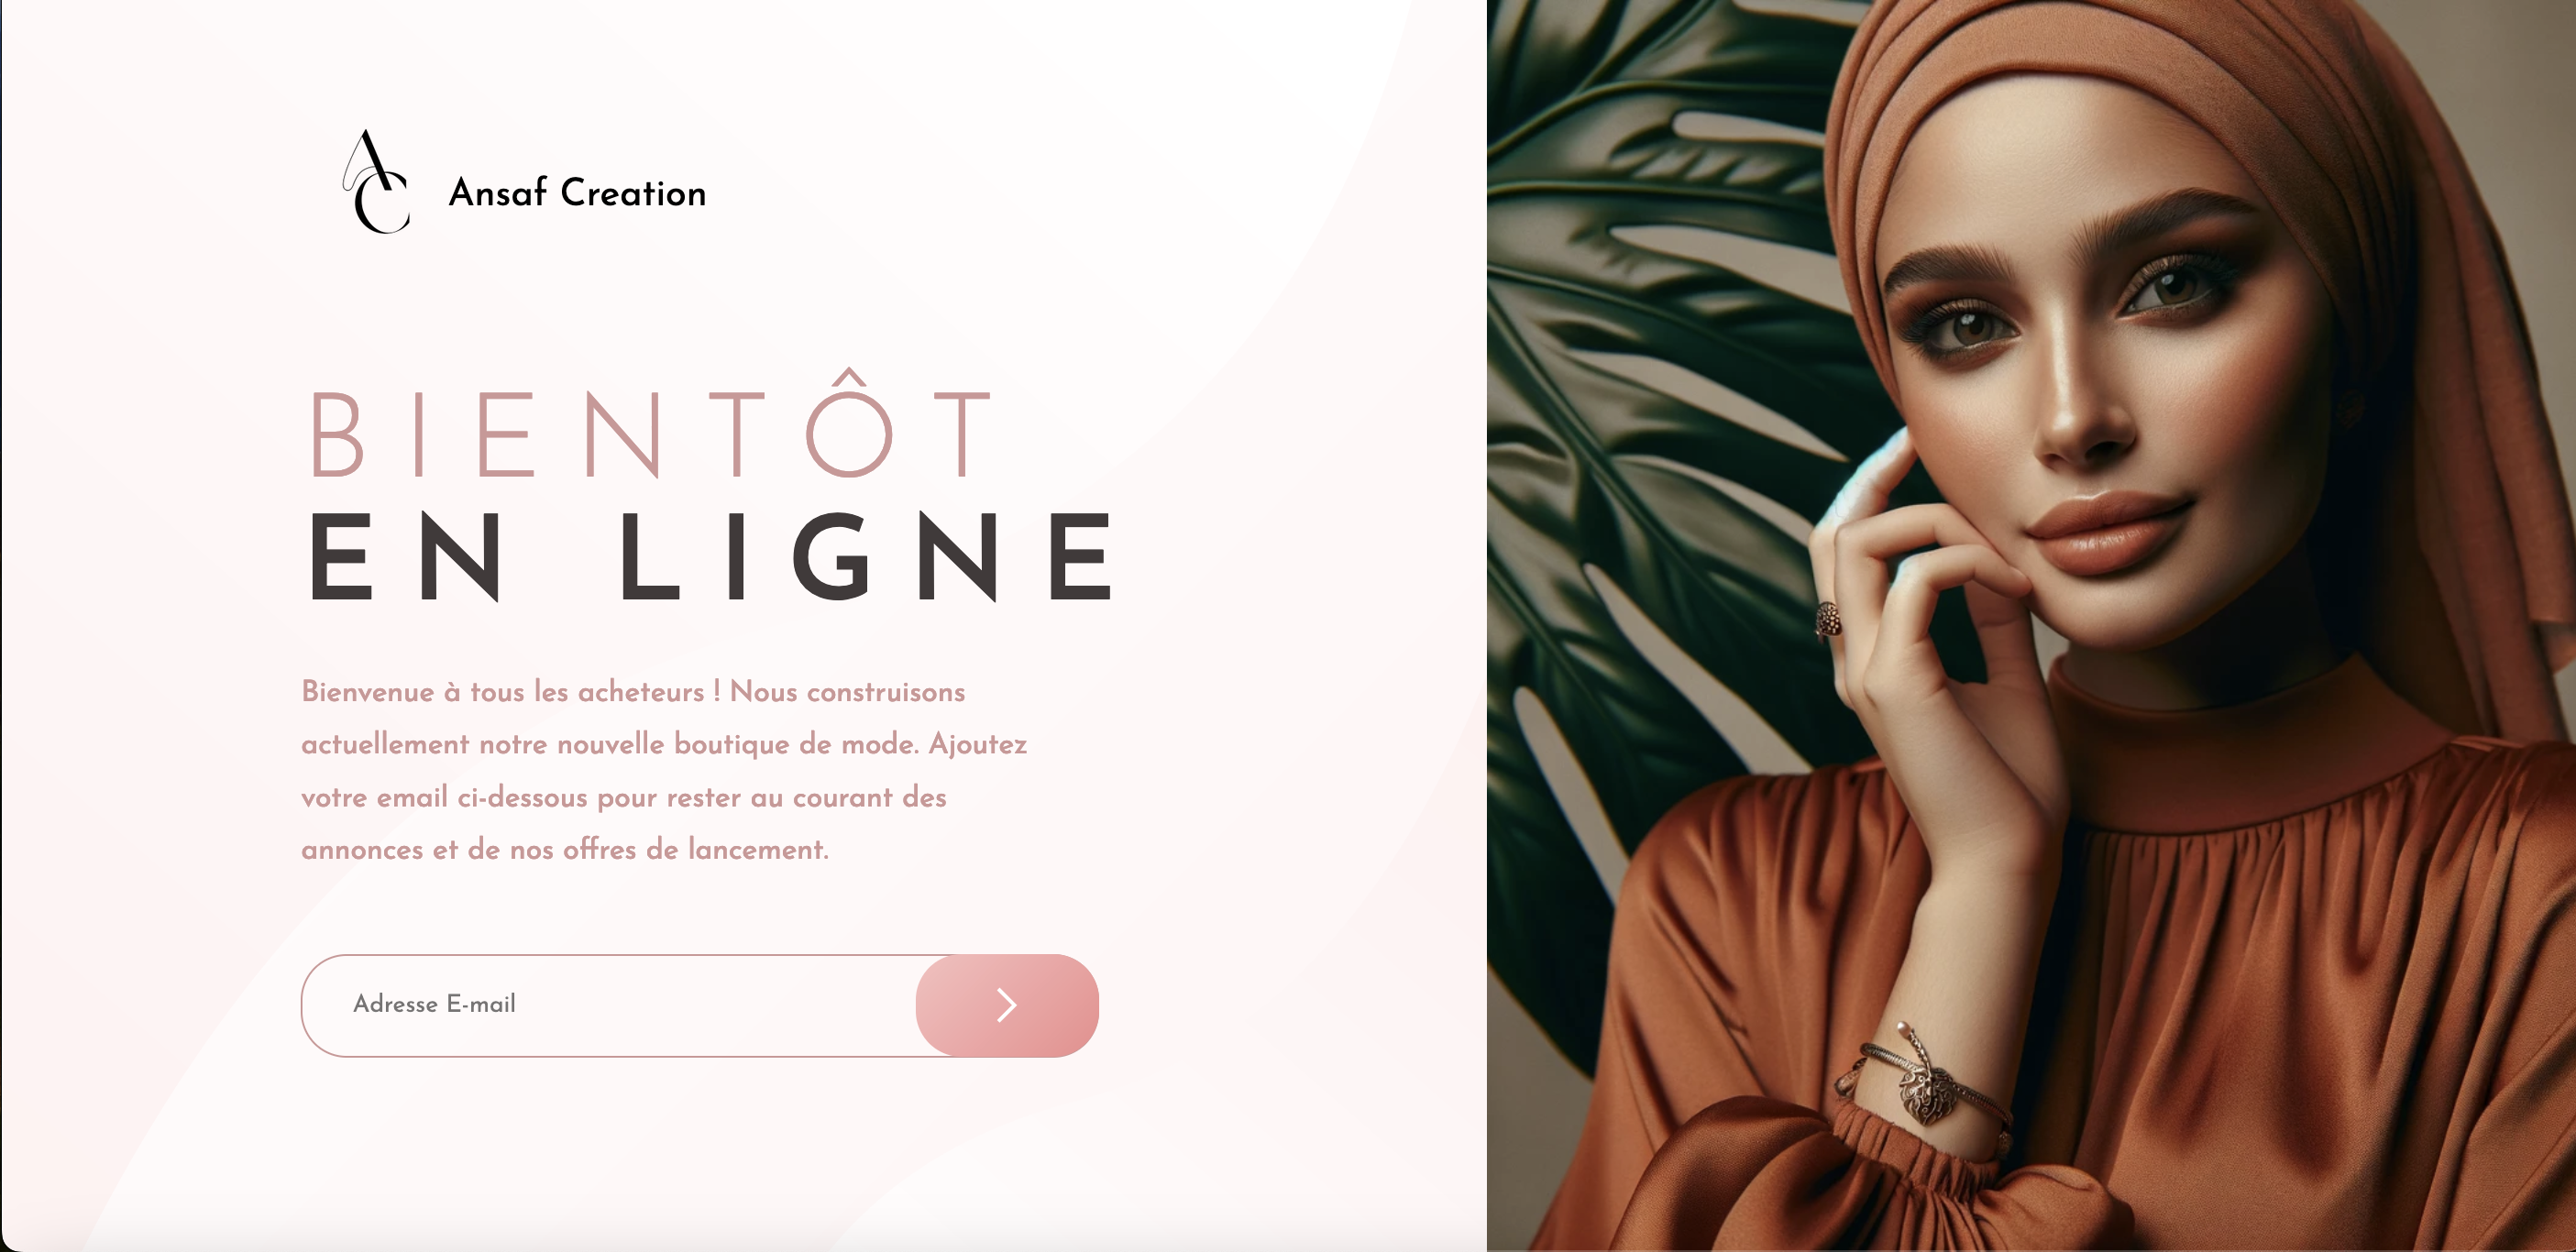 AC
Ansaf Creation
BIENTÔT
EN LIGNE
Bienvenue à tous les acheteurs ! Nous construisons
actuellement notre nouvelle boutique de mode. Ajoutez
votre email ci-dessous pour rester au courant des
annonces et de nos offres de lancement.
Adresse E-mail